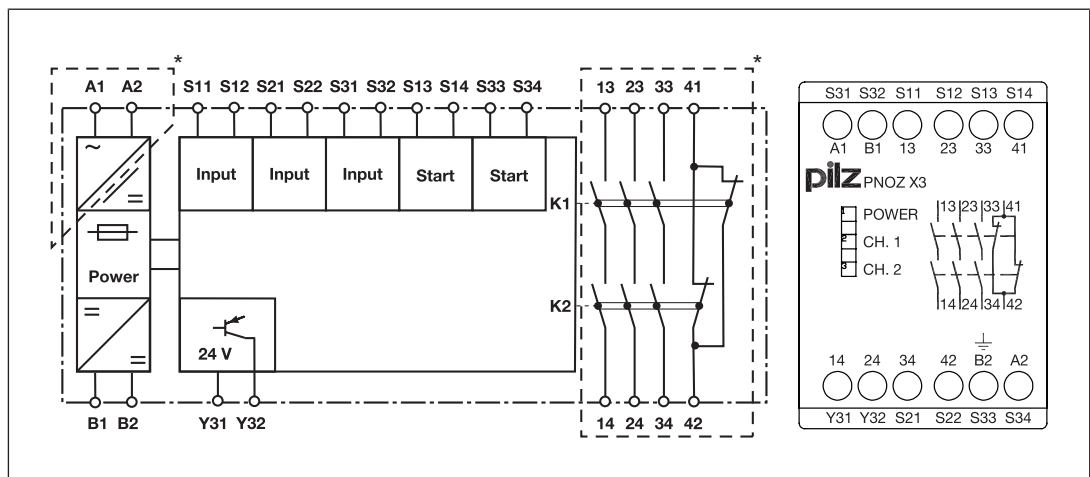 * *
A1 A2 S11 S12 S21 S22 S31 S32 S13 S14 S33 S34 13 23 33 41
~
=
Input Input Input Start Start
K1
Power
K2
=
=
24 V
B1 B2 Y31 Y32 14 24 34 42
S31 S32 S11 S12 S13 S14
A1 B1 13 23 33 41
pilz PNOZ X3
1 POWER
2 CH. 1
3 CH. 2
13 23 33 41
14 24 34 42
14 24 34 42 B2 A2
Y31 Y32 S21 S22 S33 S34